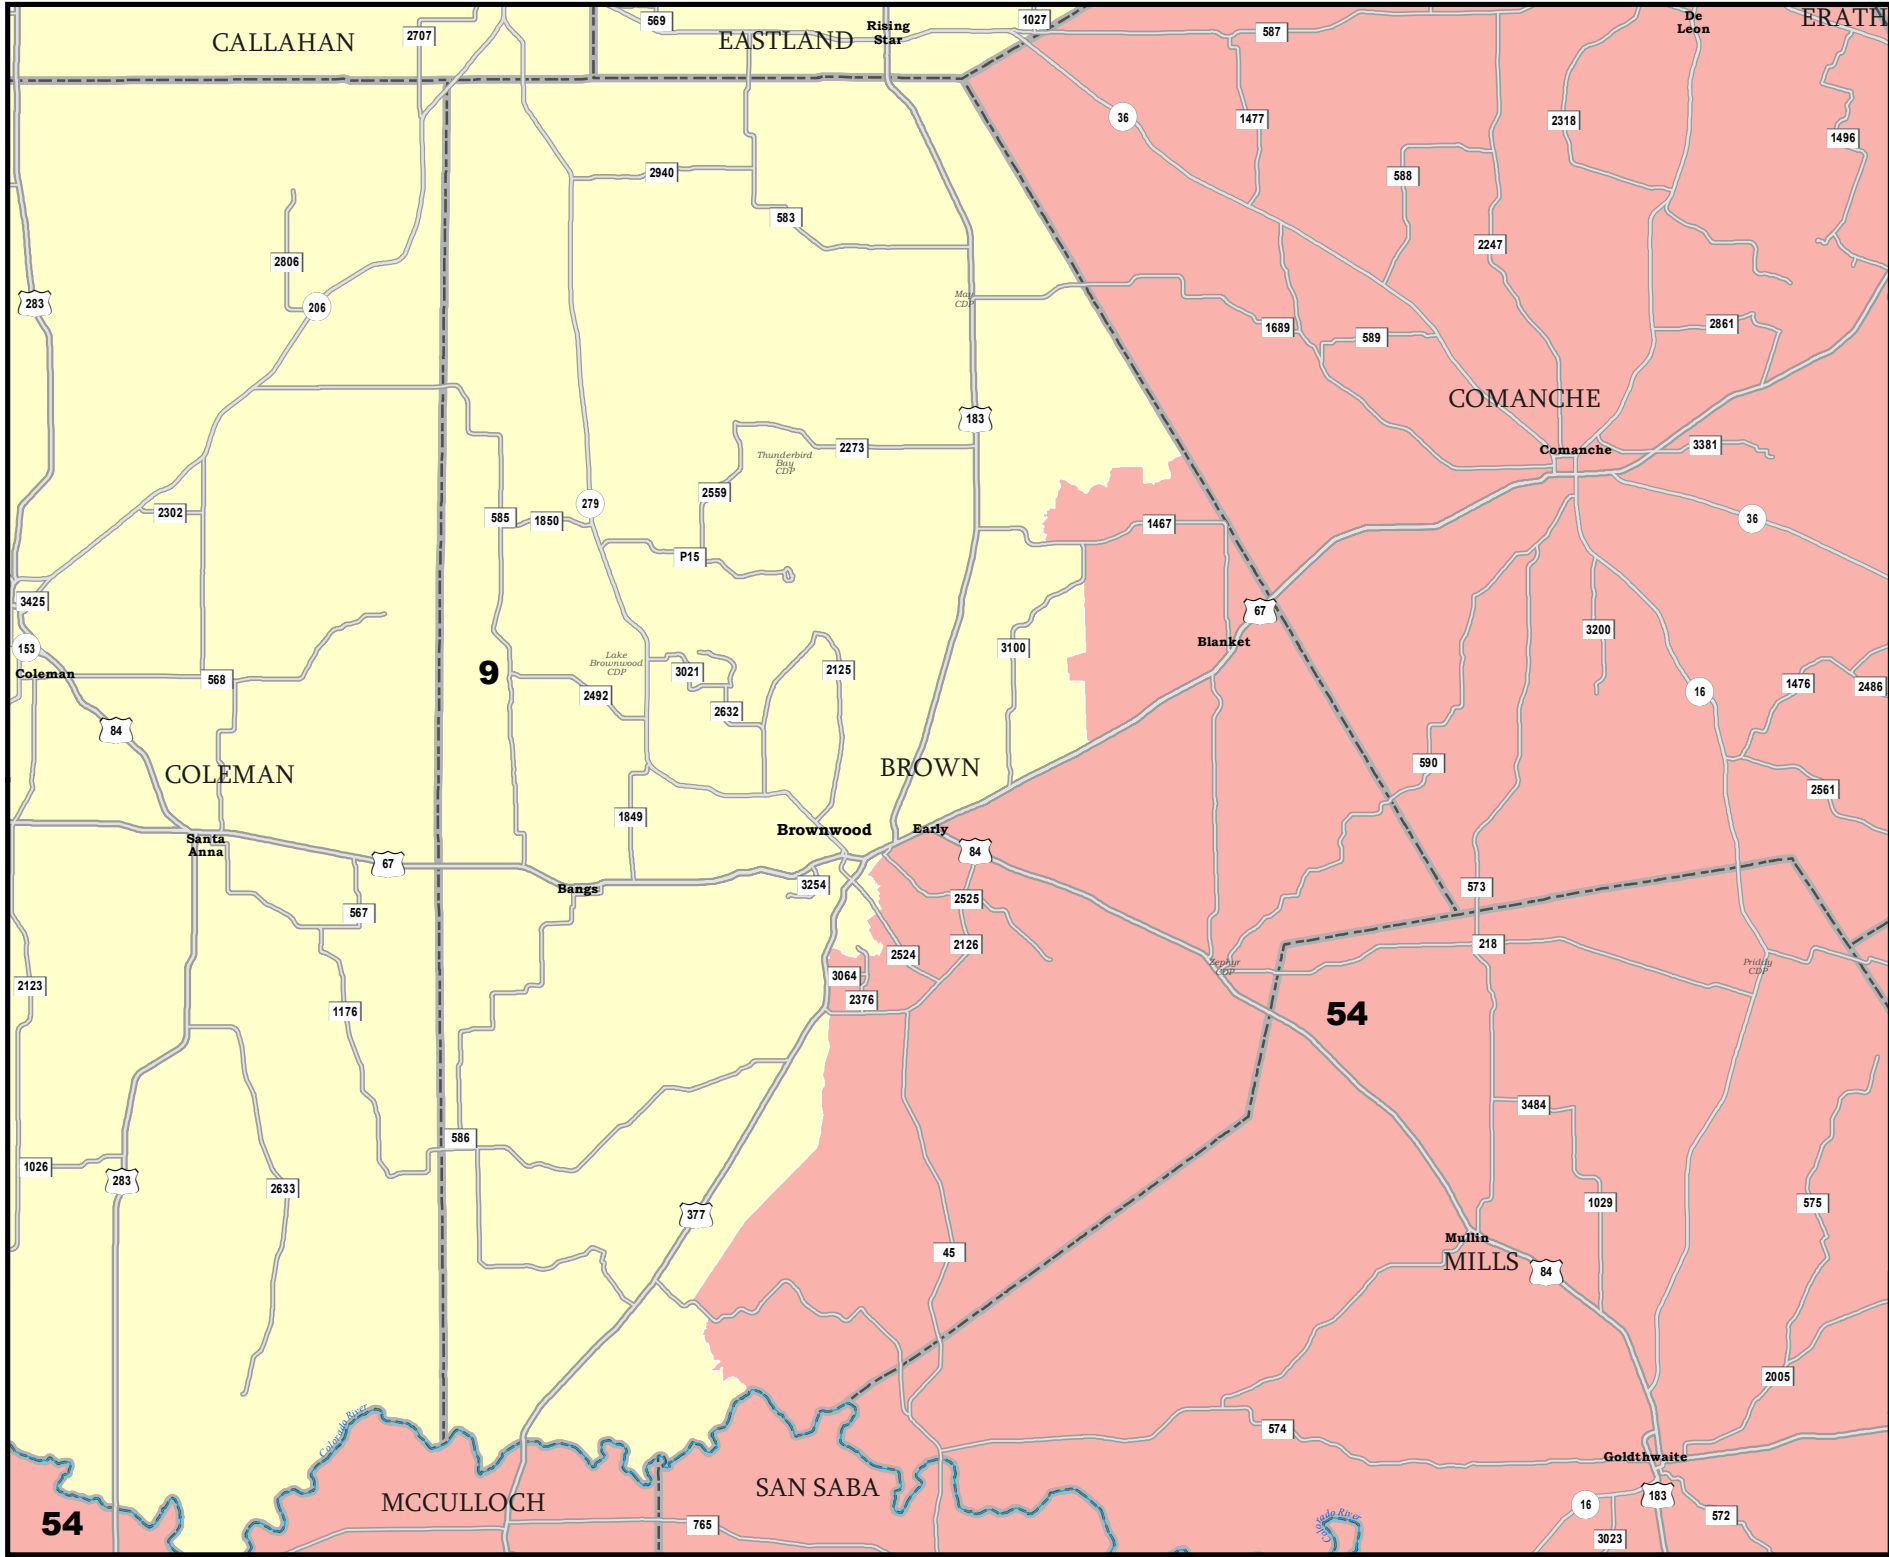 569
1027
2707
CALLAHAN
EASTLAND
Rising
Star
587
De
Leon
ERATH
36
1477
2318
1496
2940
588
583
2247
2806
206
283
May
CDP
1689
589
2861
COMANCHE
183
2273
Thunderbird
Bay
CDP
Comanche
3381
2559
279
2302
585
1850
1467
36
P15
3425
67
153
Coleman
568
9
Lake
Brownwood
CDP
3021
2125
3100
Blanket
3200
2492
2632
16
1476
2486
84
COLEMAN
BROWN
590
2561
1849
Brownwood
Early
Santa
Anna
67
84
Bangs
3254
573
567
2525
2524
2126
218
3064
2376
Zephyr
CDP
Priddy
CDP
2123
1176
54
3484
586
1026
283
2633
377
1029
575
45
Mullin
MILLS
84
2005
Colorado River
574
Goldthwaite
54
MCCULLOCH
SAN SABA
183
16
572
765
Colorado River
3023